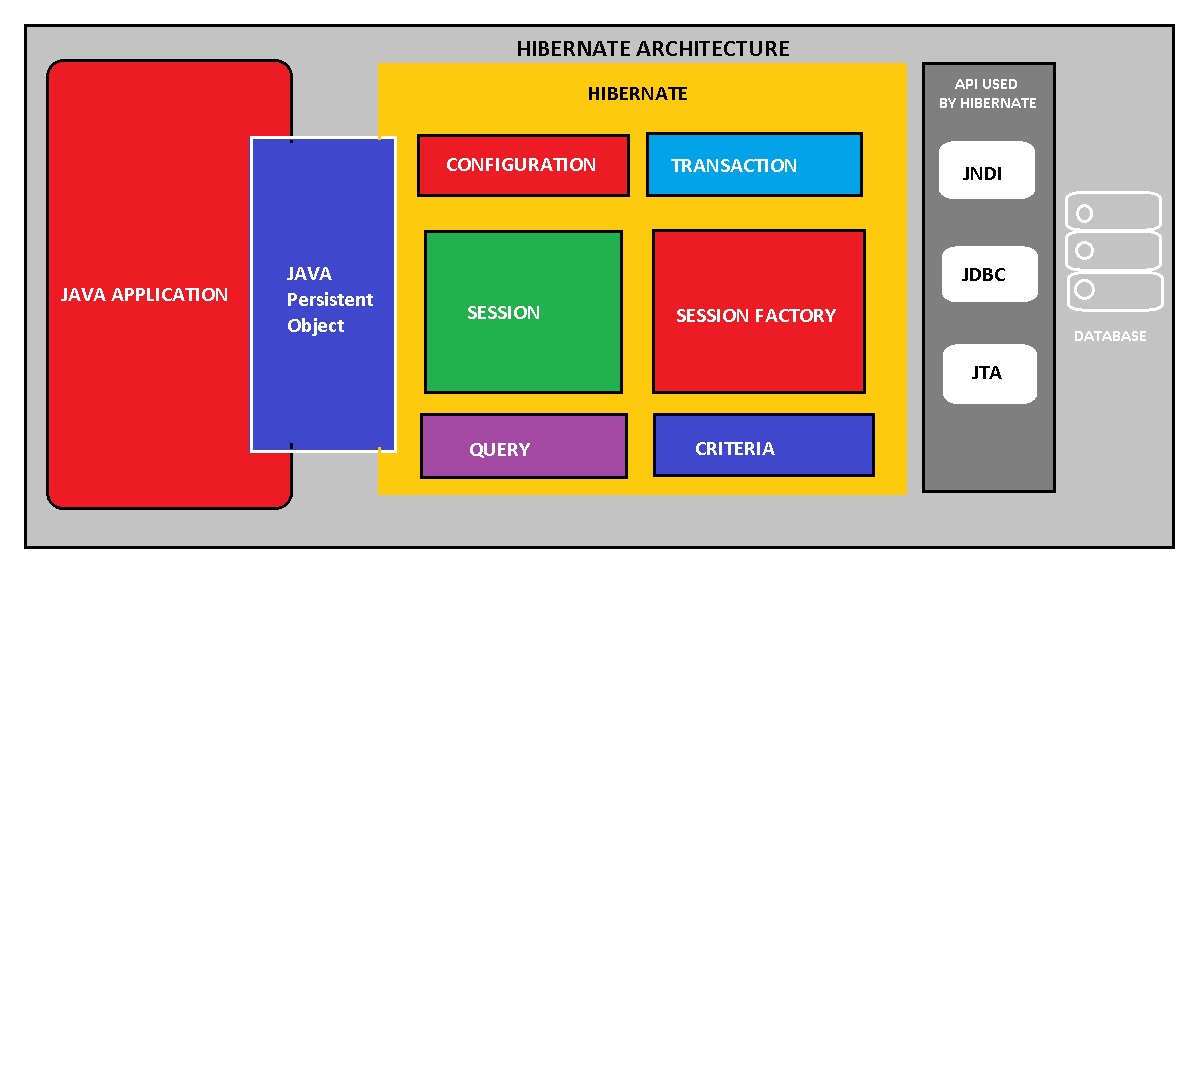 HIBERNATE ARCHITECTURE
JAVA APPLICATION
JAVA
Persistent
Object
HIBERNATE
CONFIGURATION
TRANSACTION
SESSION
SESSION FACTORY
QUERY
CRITERIA
API USED
BY HIBERNATE
JNDI
JDBC
JTA
DATABASE